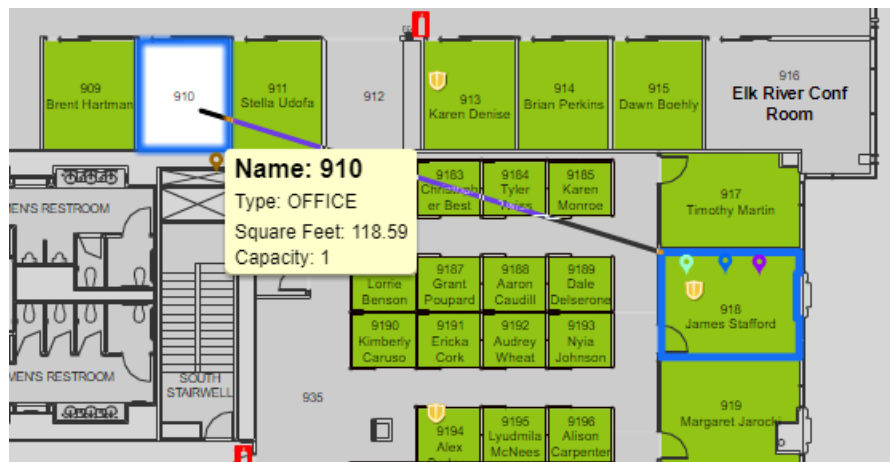 909
Brent Hartman
910
911
Stella Udofa
912
913
Karen Denise
914
Brian Perkins
915
Dawn Boehly
916
Elk River Conf
Room
Name: 910
Type: OFFICE
Square Feet: 118.59
Capacity: 1
9183
er Best
9184
Tyler
9185
Karen
Monroe
917
Timothy Martin
EN'S RESTROOM
Lorrie
Benson
9187
Grant
Poupard
9188
Aaron
Caudill
9189
Dale
Delserone
918
James Stafford
9190
Kimberly
Caruso
9191
Ericka
Cork
9192
Audrey
Wheat
9193
Nyia
Johnson
MEN'S RESTROOM
SOUTH
STAIRWELL
935
919
Margaret Jarocki
9194
Alex
9195
Lyudmila
McNees
9196
Alison
Carpenter